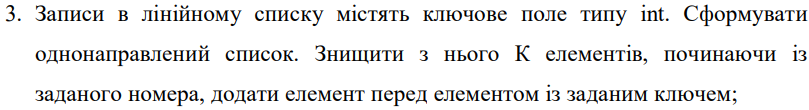 3. Записи в лінійному списку містять ключове поле типу int. Сформувати
однонаправлений список. Знищити з нього К елементів, починаючи із
заданого номера, додати елемент перед елементом із заданим ключем;